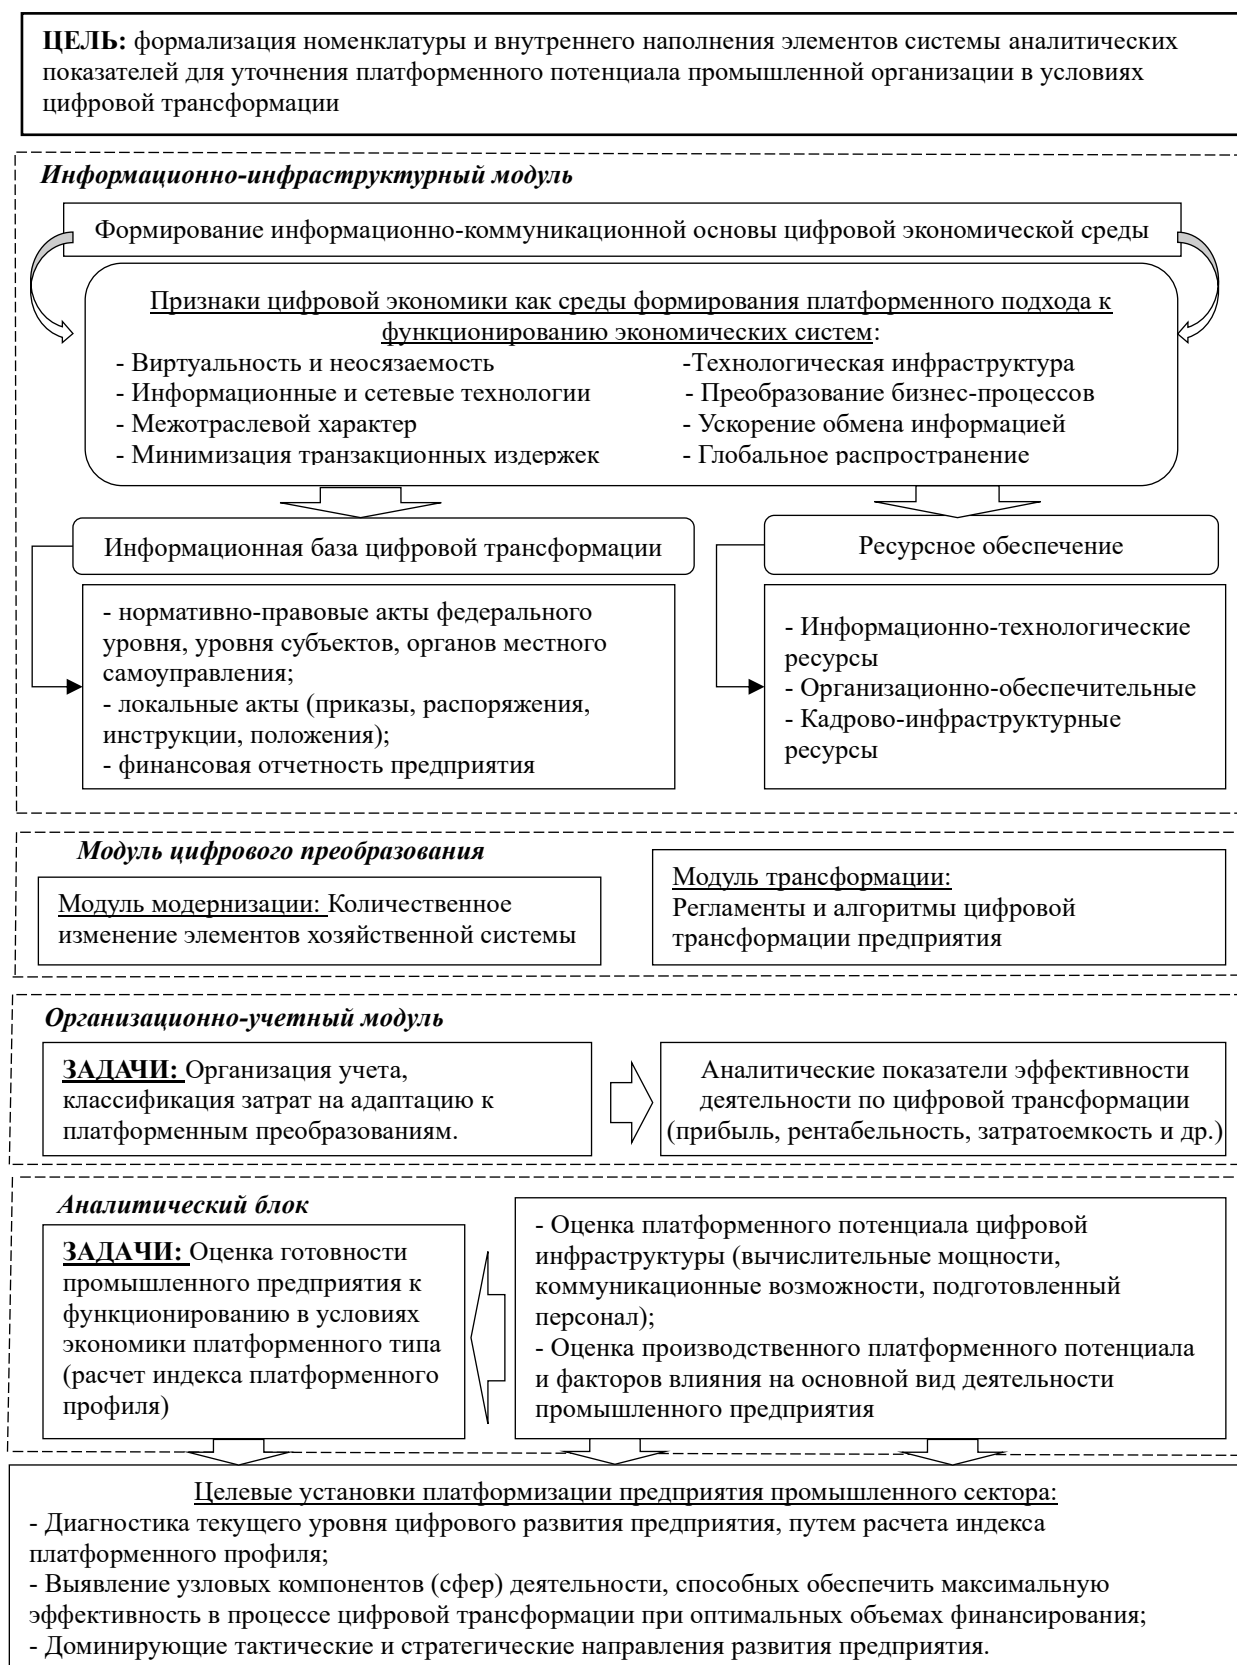 ЦЕЛЬ: формализация номенклатуры и внутреннего наполнения элементов системы аналитических
показателей для уточнения платформенного потенциала промышленной организации в условиях
цифровой трансформации
Информационно-инфраструктурный модуль
Формирование информационно-коммуникационной основы цифровой экономической среды
Признаки цифровой экономики как среды формирования платформенного подхода к
функционированию экономических систем:
- Виртуальность и неосязаемость
- Информационные и сетевые технологии
- Межотраслевой характер
- Минимизация транзакционных издержек
-Технологическая инфраструктура
- Преобразование бизнес-процессов
- Ускорение обмена информацией
- Глобальное распространение
Информационная база цифровой трансформации
- нормативно-правовые акты федерального
уровня, уровня субъектов, органов местного
самоуправления;
- локальные акты (приказы, распоряжения,
инструкции, положения);
- финансовая отчетность предприятия
Ресурсное обеспечение
- Информационно-технологические
ресурсы
- Организационно-обеспечительные
- Кадрово-инфраструктурные
ресурсы
Модуль цифрового преобразования
Модуль модернизации: Количественное
изменение элементов хозяйственной системы
Модуль трансформации:
Регламенты и алгоритмы цифровой
трансформации предприятия
Организационно-учетный модуль
ЗАДАЧИ: Организация учета,
классификация затрат на адаптацию к
платформенным преобразованиям.
Аналитические показатели эффективности
деятельности по цифровой трансформации
(прибыль, рентабельность, затратоемкость и др.)
Аналитический блок
ЗАДАЧИ: Оценка готовности
промышленного предприятия к
функционированию в условиях
экономики платформенного типа
(расчет индекса платформенного
профиля)
- Оценка платформенного потенциала цифровой
инфраструктуры (вычислительные мощности,
коммуникационные возможности, подготовленный
персонал);
- Оценка производственного платформенного потенциала
и факторов влияния на основной вид деятельности
промышленного предприятия
Целевые установки платформизации предприятия промышленного сектора:
- Диагностика текущего уровня цифрового развития предприятия, путем расчета индекса
платформенного профиля;
- Выявление узловых компонентов (сфер) деятельности, способных обеспечить максимальную
эффективность в процессе цифровой трансформации при оптимальных объемах финансирования;
- Доминирующие тактические и стратегические направления развития предприятия.